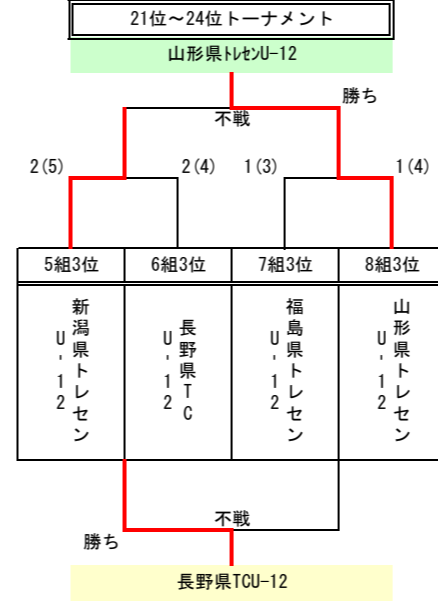 21位～24位トーナメント
山形県ﾄﾚｾﾝU-12
勝ち
不戦
2(5) 2(4) 1(3) 1(4)
5組3位 6組3位 7組3位 8組3位
新潟県トレセン
U'12
長野県TC
U'12
福島県トレセン
U'12
山形県トレセン
U'12
不戦
勝ち
長野県TCU-12